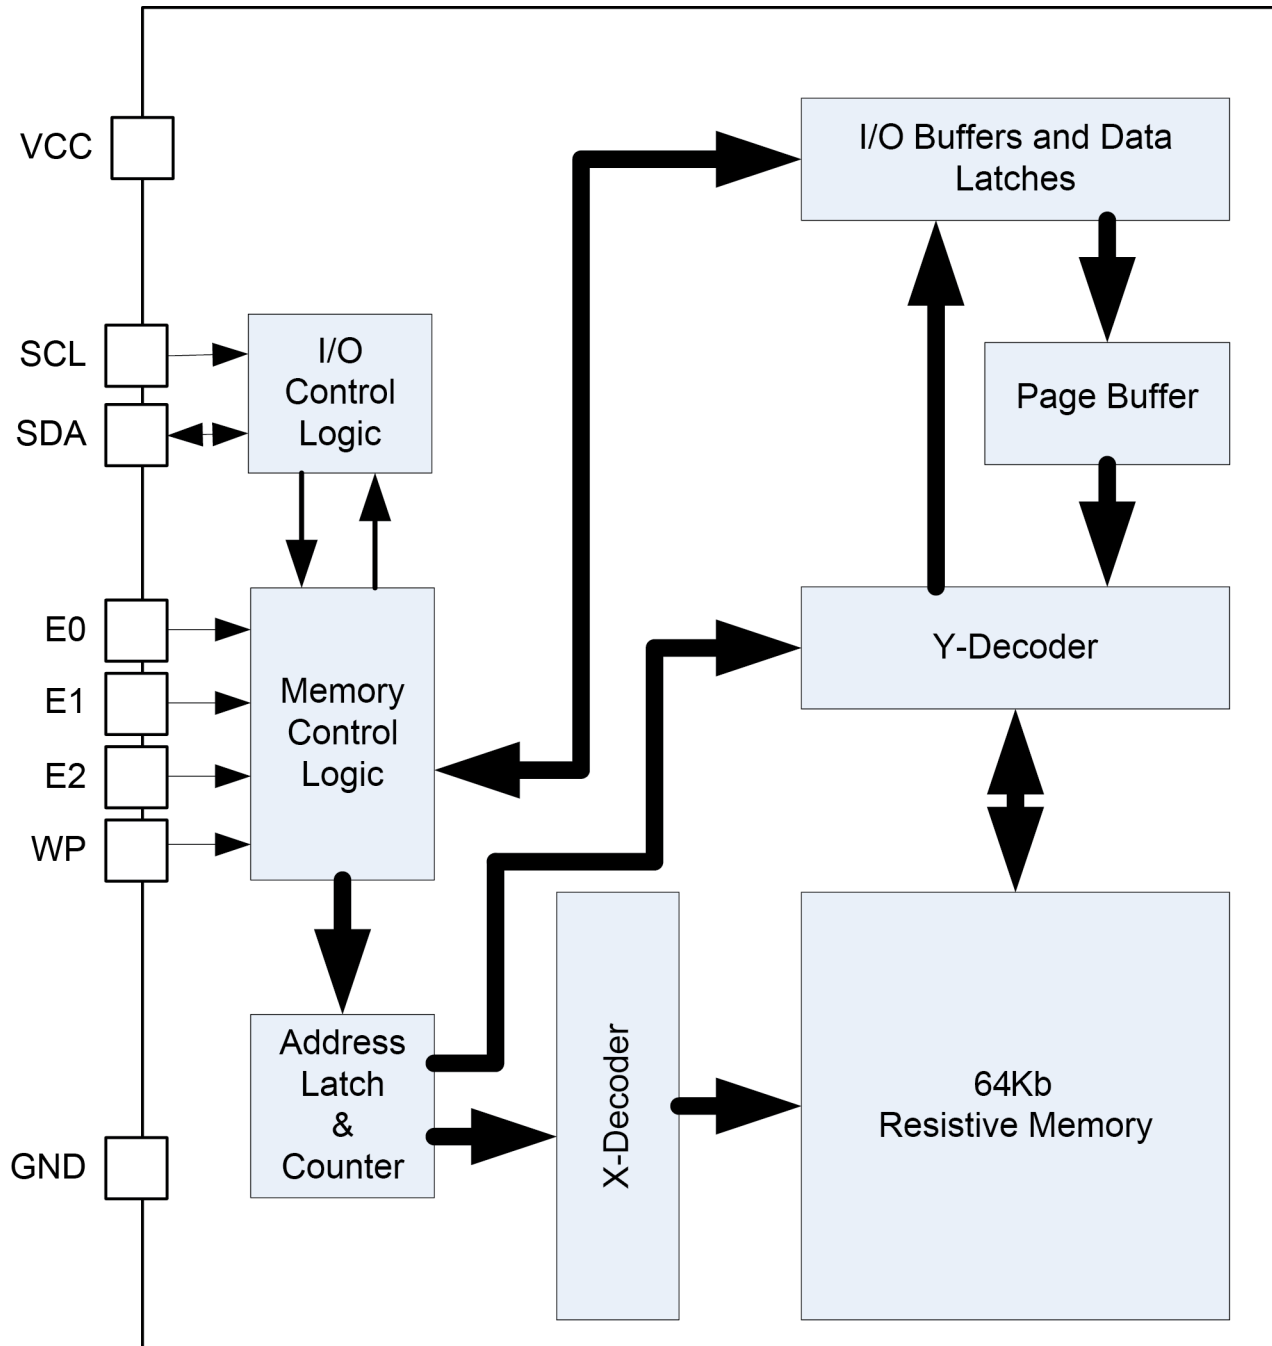 VCC
I/O Buffers and Data
Latches
SCL
I/O
Control
Logic
SDA
Page Buffer
E0
E1
E2
WP
Memory
Control
Logic
Y-Decoder
Address
Latch
&
Counter
X-Decoder
64Kb
Resistive Memory
GND